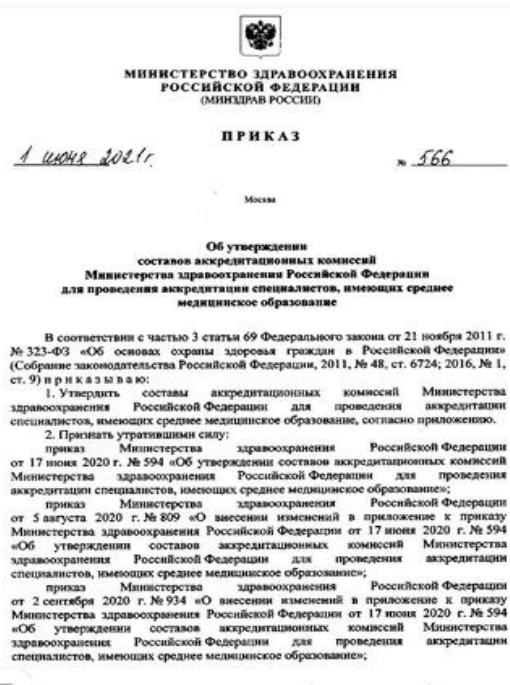 МИНИСТЕРСТВО ЗДРАВООХРАНЕНИЯ
РОССИЙСКОЙ ФЕДЕРАЦИИ
(МИНЗДРАВ РОССИИ)
ПРИКАЗ
1 июня 2021г.
№ 566
Москва
Об утверждении
составов аккредитационных комиссий
Министерства здравоохранения Российской Федерации
для проведения аккредитации специалистов, имеющих среднее
медицинское образование
В соответствии с частью 3 статьи 69 Федерального закона от 21 ноября 2011 г.
№ 323-ФЗ «Об основах охраны здоровья граждан в Российской Федерации»
(Собрание законодательства Российской Федерации, 2011, № 48, ст. 6724; 2016, № 1,
ст. 9) приказываю:
1. Утвердить составы аккредитационных комиссий Министерства
здравоохранения Российской Федерации для проведения аккредитации
специалистов, имеющих среднее медицинское образование, согласно приложению.
2. Признать утратившими силу:
приказ Министерства здравоохранения Российской Федерации
от 17 июня 2020 г. № 594 «Об утверждении составов аккредитационных комиссий
Министерства здравоохранения Российской Федерации для проведения
аккредитации специалистов, имеющих среднее медицинское образование»;
приказ Министерства здравоохранения Российской Федерации
от 5 августа 2020 г. № 809 «О внесении изменений в приложение к приказу
Министерства здравоохранения Российской Федерации от 17 июня 2020 г. № 594
«Об утверждении составов аккредитационных комиссий Министерства
здравоохранения Российской Федерации для проведения аккредитации
специалистов, имеющих среднее медицинское образование»;
приказ Министерства здравоохранения Российской Федерации
от 2 сентября 2020 г. № 934 «О внесении изменений в приложение к приказу
Министерства здравоохранения Российской Федерации от 17 июня 2020 г. № 594
«Об утверждении составов аккредитационных комиссий Министерства
здравоохранения Российской Федерации для проведения аккредитации
специалистов, имеющих среднее медицинское образование»;